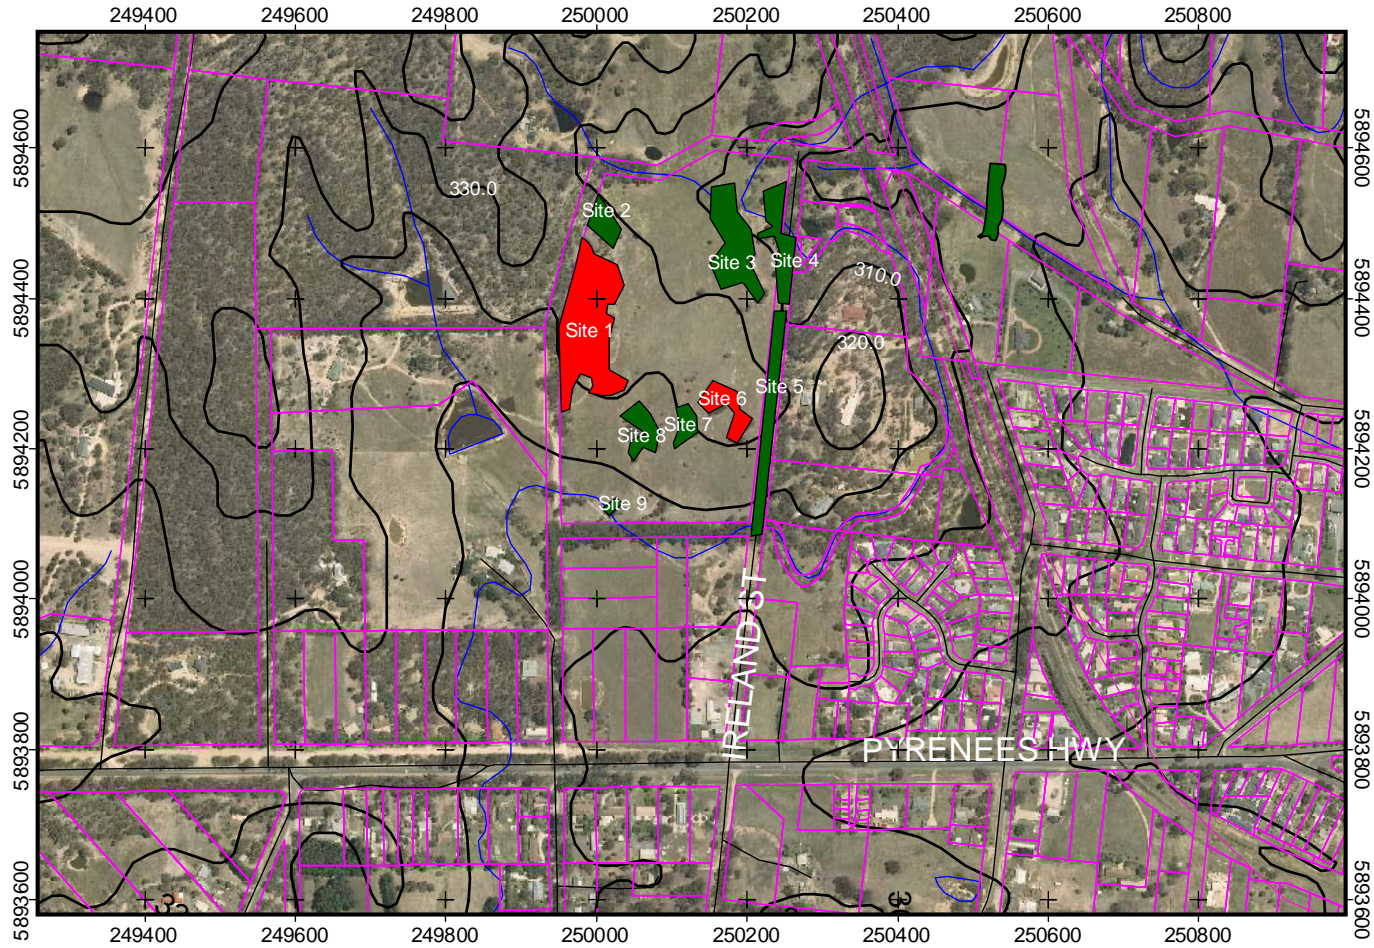 249400 249600 249800 250000 250200 250400 250600 250800
5894600
5894600
330.0
Site 2
Site 3
Site 4
310.0
5894400
5894400
Site 1
320.0
Site 5
Site 6
Site 7
Site 8
5894200
5894200
Site 9
5894000
5894000
IRELAND ST
PYRENEES HWY
5893800
5893800
5893600
5893600
249400 249600 249800 250000 250200 250400 250600 250800